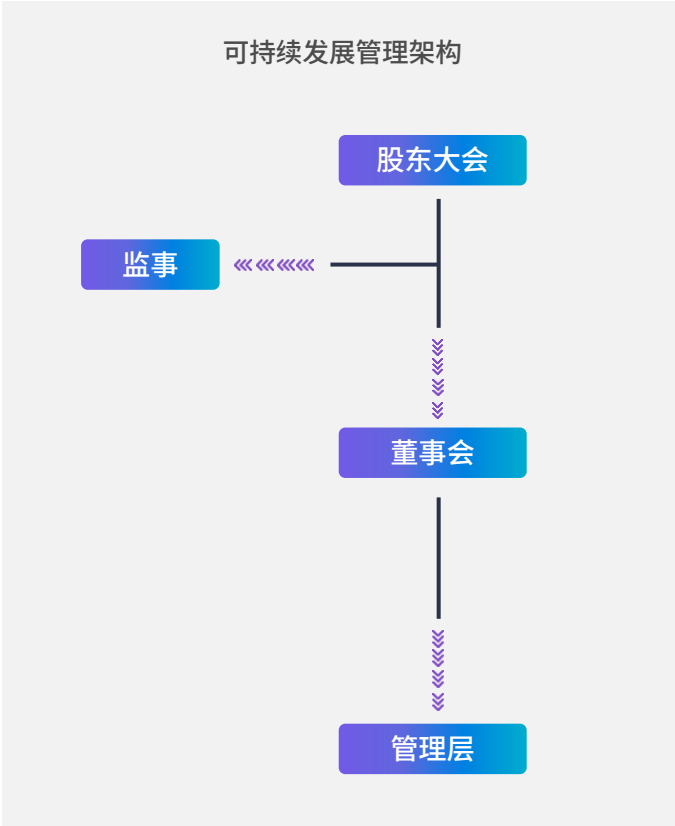 可持续发展管理架构
股东大会
监事
董事会
管理层